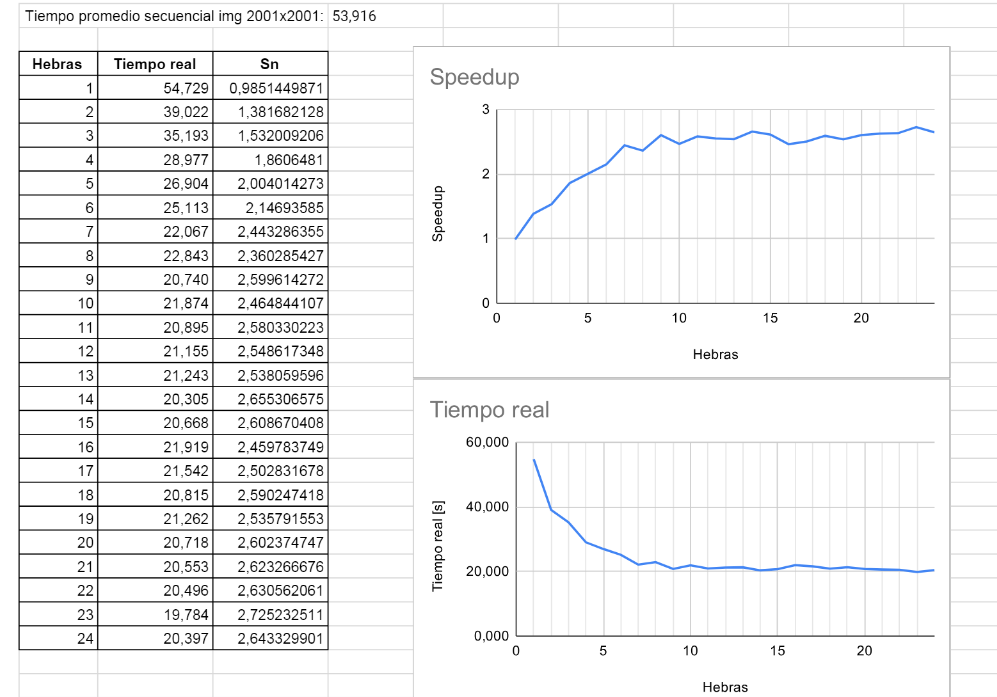 Tiempo promedio secuencial img 2001x2001: 53,916
Hebras Tiempo real Sn
1 54,729 0,9851449871
2 39,022 1,381682128
3 35,193 1,532009206
4 28,977 1,8606481
5 26,904 2,004014273
6 25,113 2,14693585
7 22,067 2,443286355
8 22,843 2,360285427
9 20,740 2,599614272
10 21,874 2,464844107
11 20,895 2,580330223
12 21,155 2,548617348
13 21,243 2,538059596
14 20,305 2,655306575
15 20,668 2,608670408
16 21,919 2,459783749
17 21,542 2,502831678
18 20,815 2,590247418
19 21,262 2,535791553
20 20,718 2,602374747
21 20,553 2,623266676
22 20,496 2,630562061
23 19,784 2,725232511
24 20,397 2,643329901
Speedup
Speedup
3
2
1
0
0 5 10 15 20
Hebras
Tiempo real
Tiempo real [s]
60,000
40,000
20,000
0,000
0 5 10 15 20
Hebras